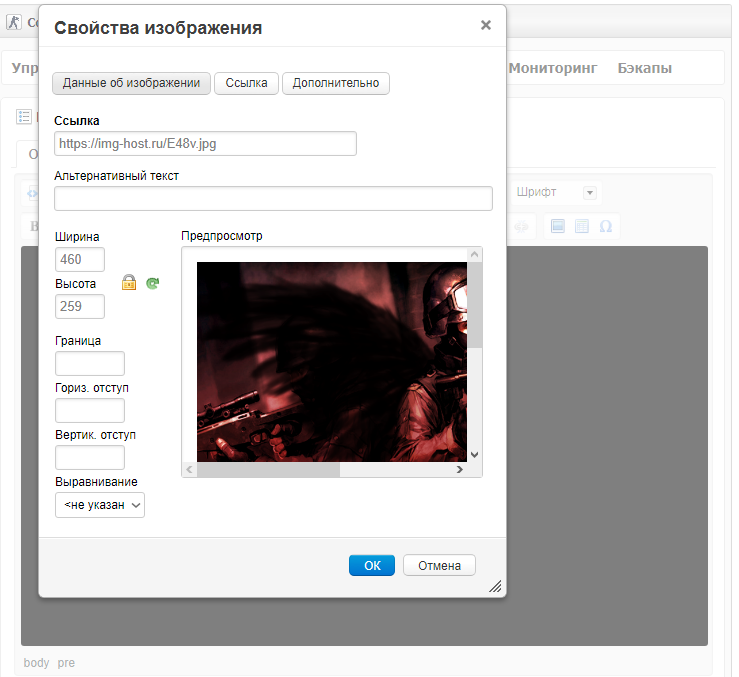 Свойства изображения
Со
Упр
Мониторинг
Бэкапы
Данные об изображении
Ссылка
Дополнительно
Ссылка
https://img-host.ru/E48v.jpg
Альтернативный текст
Шрифт
B
Ω
Ширина
460
Высота
259
Предпросмотр
Граница
Гориз. отступ
Вертик. отступ
Выравнивание
<не указан
ОК
Отмена
body pre